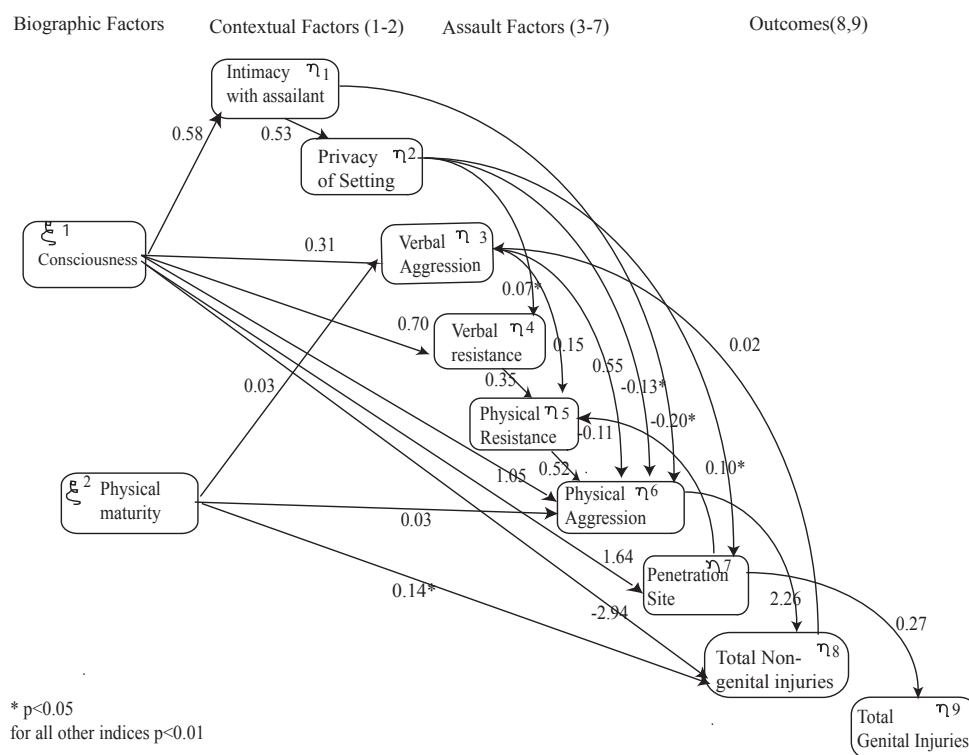 Biographic Factors
Contextual Factors (1-2)
Assault Factors (3-7)
Outcomes(8,9)
Intimacy η1
with assailant
0.58
0.53
Privacy η2
of Setting
ξ1
Consciousness
0.31
Verbal η 3
Aggression
0.07*
0.70
Verbal η4
resistance
0.15
0.55
0.02
0.03
0.35
-0.13*
-0.20*
Physical η5
Resistance
-0.11
0.10*
ξ2 Physical
maturity
1.05
0.52
Physical η6
Aggression
0.03
1.64
η7
Penetration
Site
0.14*
-2.94
2.26
0.27
Total Non- η8
genital injuries
* p<0.05
for all other indices p<0.01
Total η9
Genital Injuries